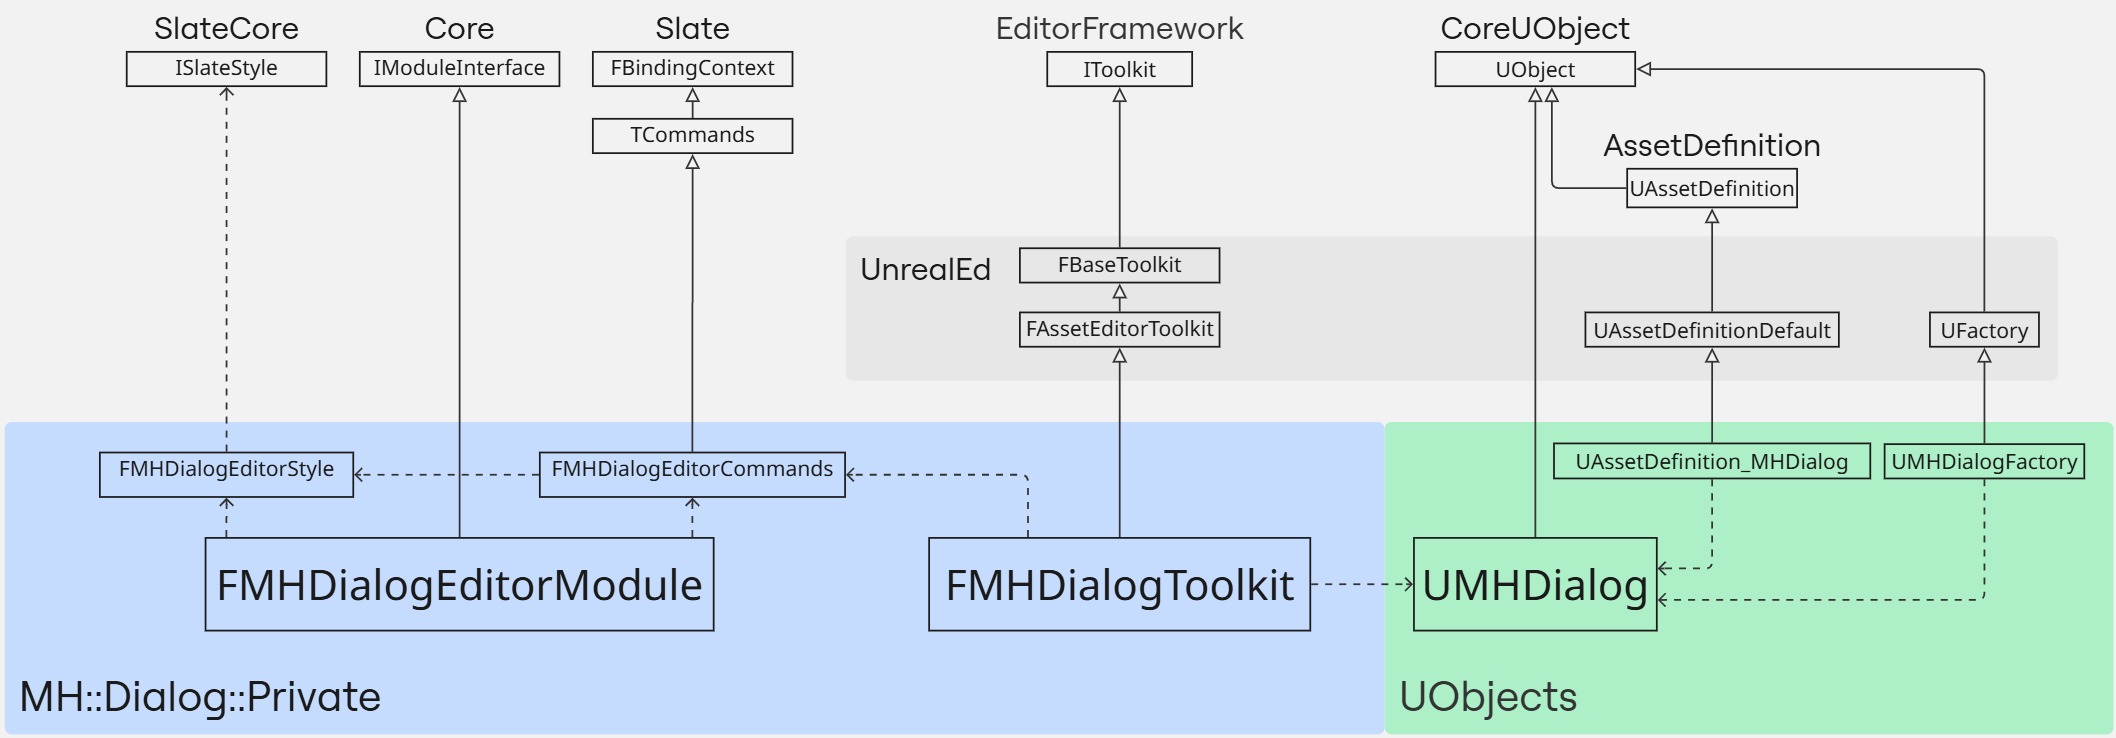 SlateCore
Core
Slate
EditorFramework
CoreUObject
ISlateStyle
IModuleInterface
FBindingContext
IToolkit
UObject
TCommands
AssetDefinition
UAssetDefinition
UnrealEd
FBaseToolkit
FAssetEditorToolkit
UAssetDefinitionDefault
UFactory
FMHDialogEditorStyle
FMHDialogEditorCommands
UAssetDefinition_MHDialog
UMHDialogFactory
FMHDialogEditorModule
FMHDialogToolkit
UMHDialog
MH::Dialog::Private
UObjects